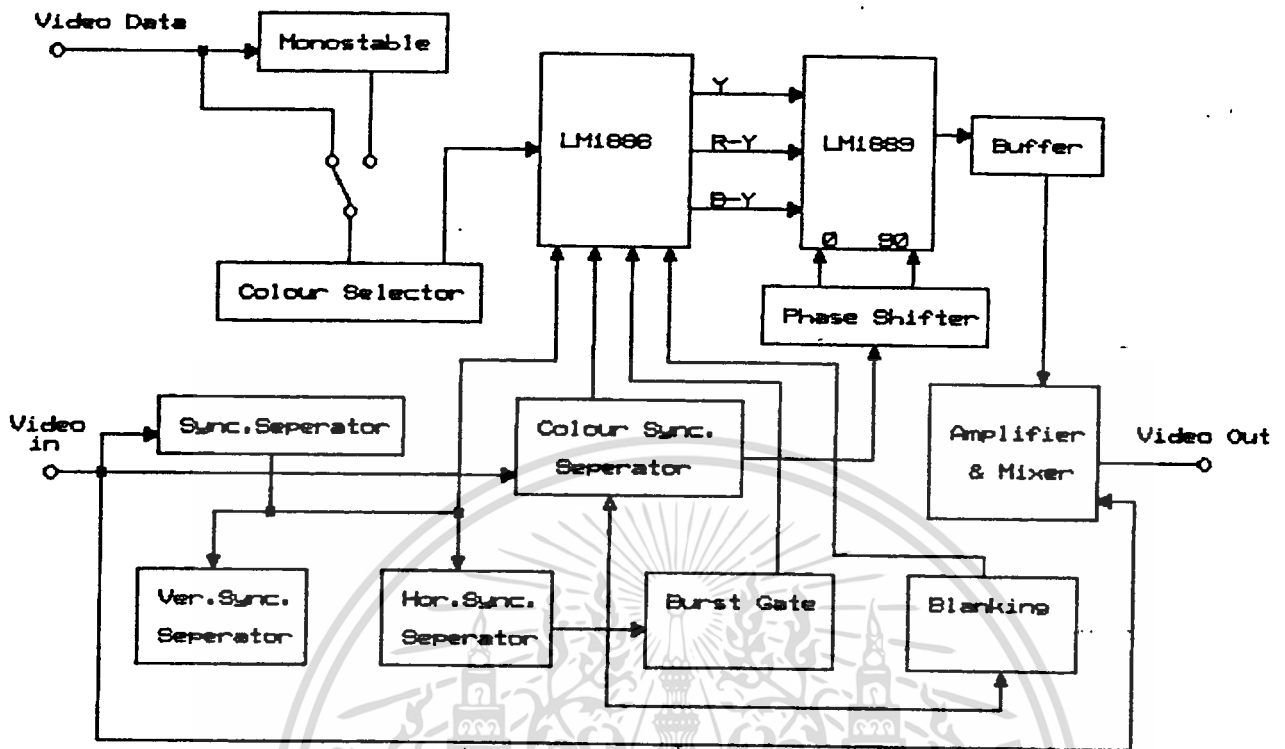 Video Data
Monostable
LM1886
Y
R-Y
B-Y
LM1889
0 90
Buffer
Colour Selector
Phase Shifter
Video in
Sync.Seperator
Colour Sync. Seperator
Amplifier & Mixer
Video Out
Ver.Sync. Seperator
Hor.Sync. Seperator
Burst Gate
Blanking